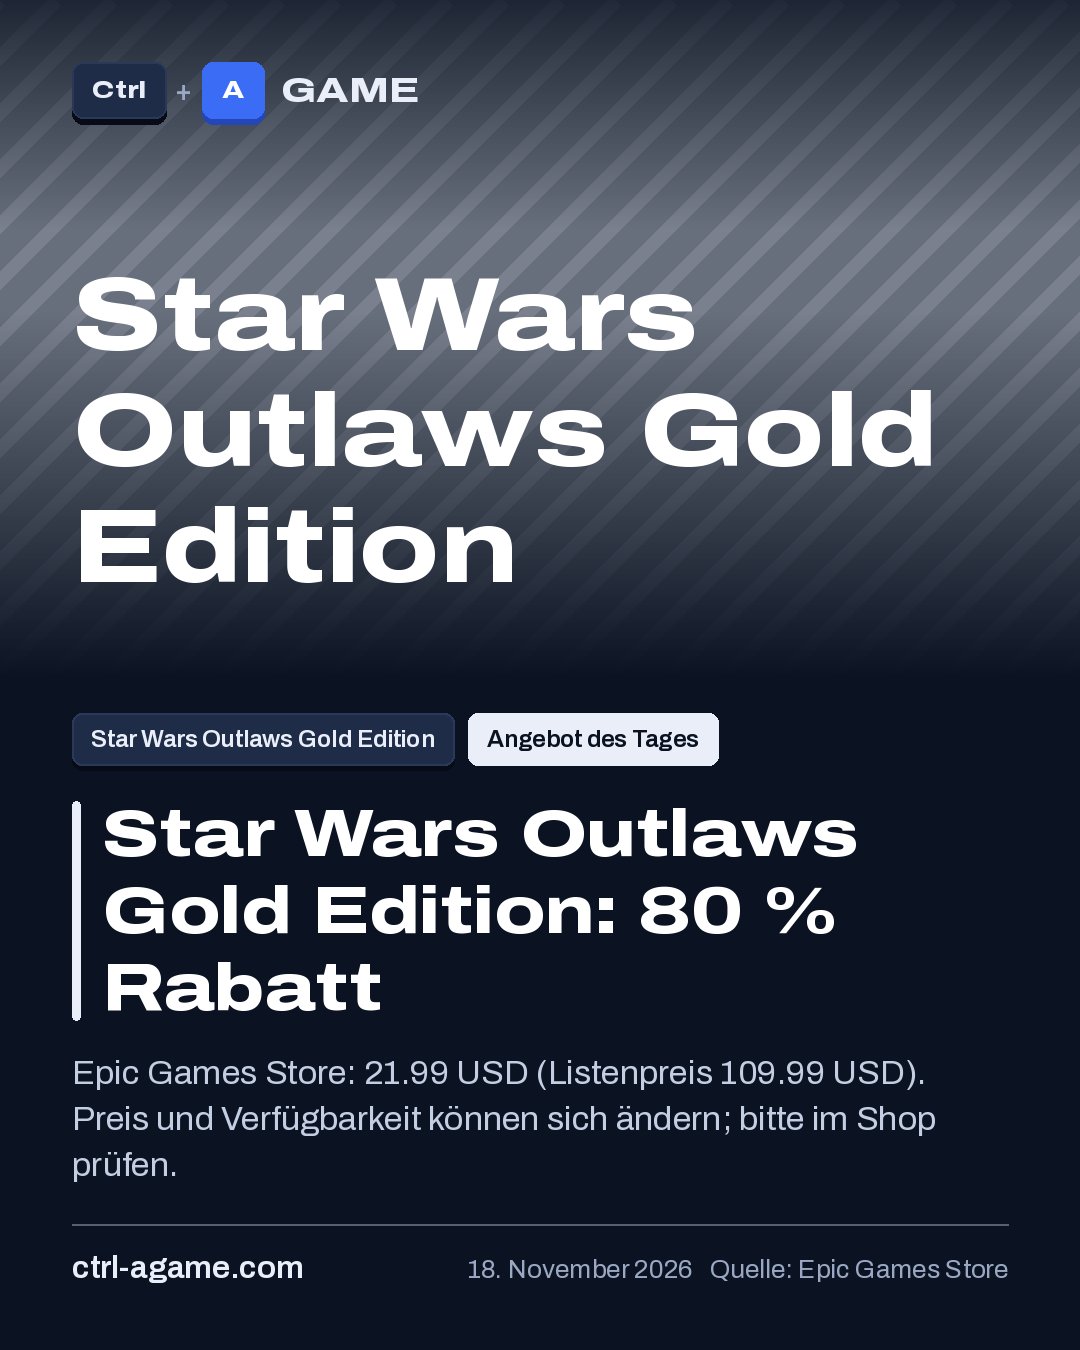 Ctrl + A GAME
Star Wars
Outlaws Gold
Edition
Star Wars Outlaws Gold Edition Angebot des Tages
Star Wars Outlaws
Gold Edition: 80 %
Rabatt
Epic Games Store: 21.99 USD (Listenpreis 109.99 USD).
Preis und Verfügbarkeit können sich ändern; bitte im Shop
prüfen.
ctrl-agame.com 18. November 2026 Quelle: Epic Games Store